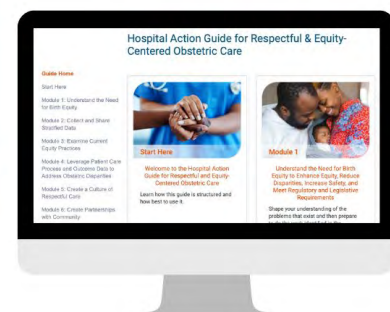 Hospital Action Guide for Respectful & Equity-
Centered Obstetric Care
Guide Home
Start Here
Module 1: Understand the Need
for Birth Equity
Module 2: Collect and Share
Stratified Data
Module 3: Examine Current
Equity Practices
Module 4: Leverage Patient Care
Process and Outcome Data to
Address Obstetric Disparities
Module 5: Create a Culture of
Respectful Care
Module 6: Create Partnerships
with Community
Start Here
Welcome to the Hospital Action
Guide for Respectful and Equity-
Centered Obstetric Care
Learn how this guide is structured and
how best to use it.
Module 1
Understand the Need for Birth
Equity to Enhance Equity, Reduce
Disparities, Increase Safety, and
Meet Regulatory and Legislative
Requirements
Shape your understanding of the
problems that exist and then prepare